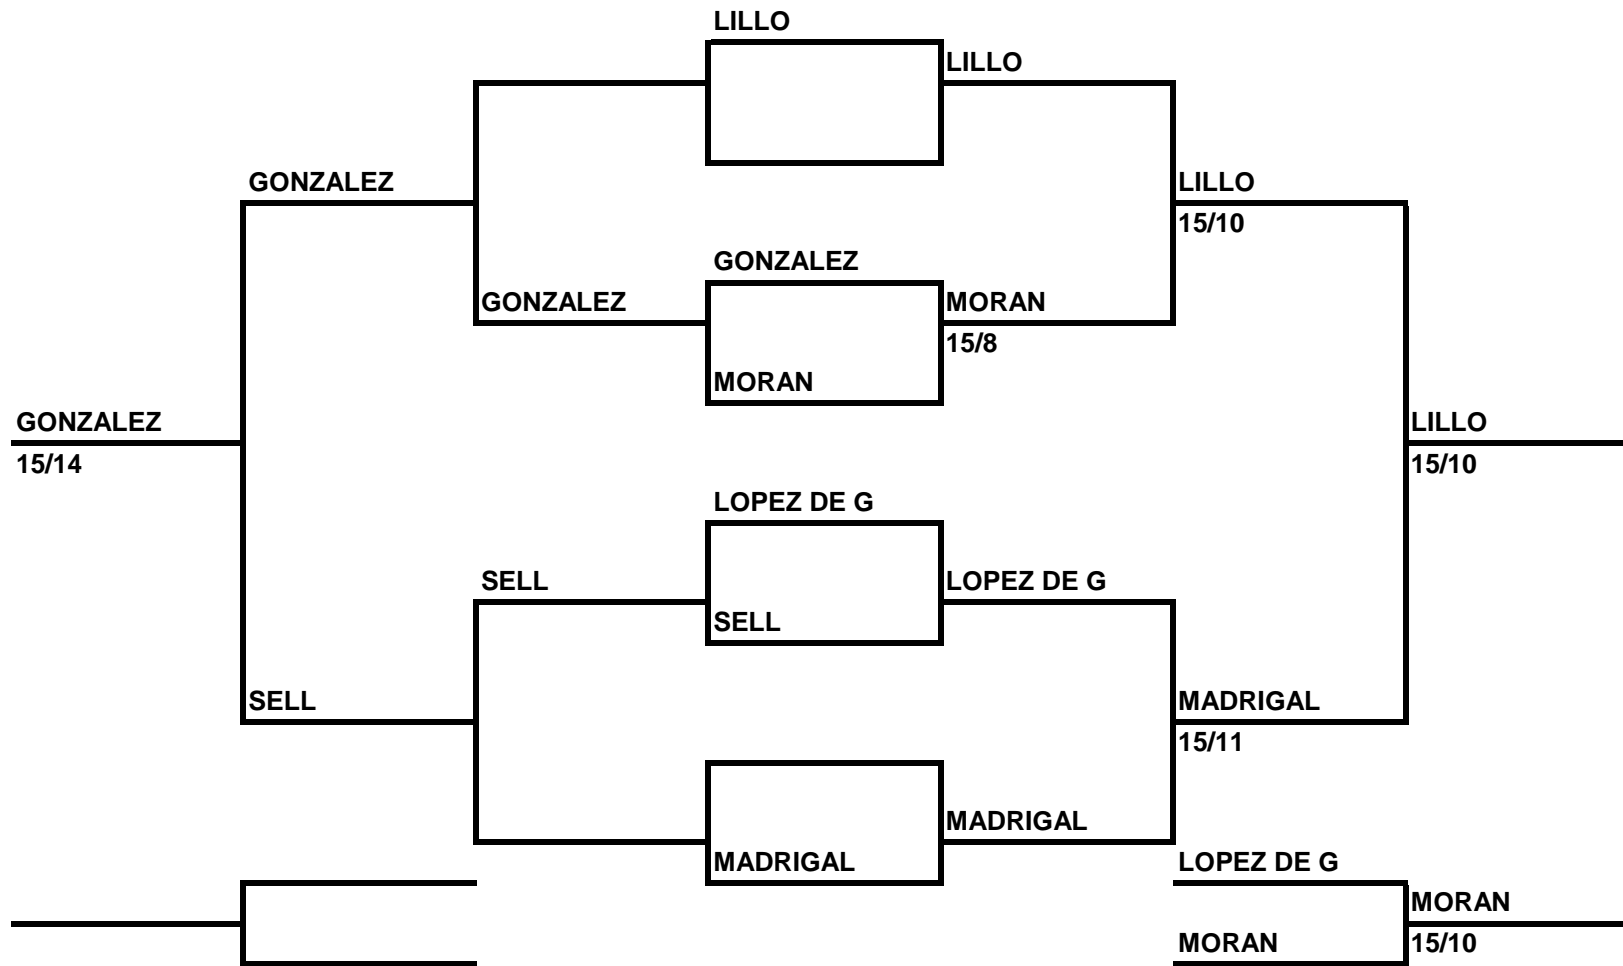 LILLO
LILLO
GONZALEZ
LILLO
15/10
GONZALEZ
GONZALEZ
MORAN
15/8
MORAN
GONZALEZ
LILLO
15/14
15/10
LOPEZ DE G
SELL
LOPEZ DE G
SELL
SELL
MADRIGAL
15/11
MADRIGAL
MADRIGAL
LOPEZ DE G
MORAN
MORAN
15/10